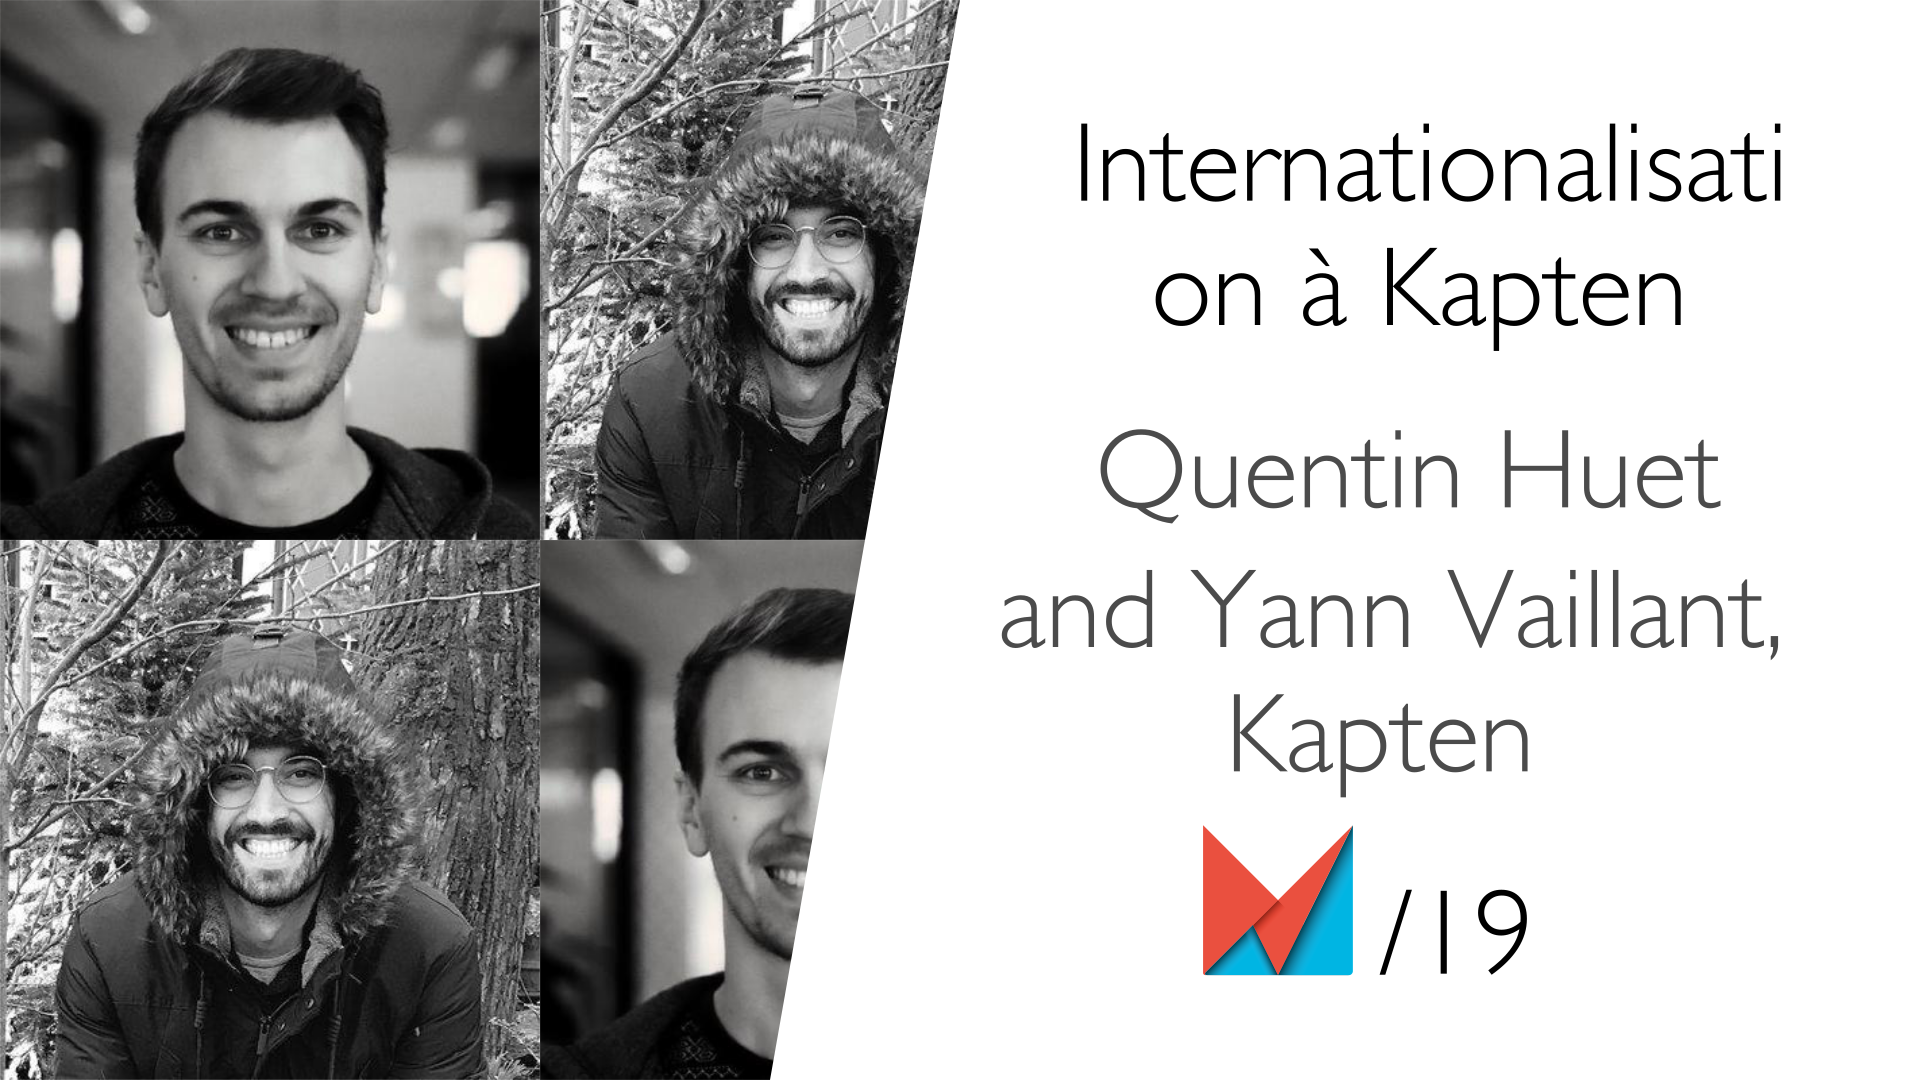 Internationalisati
on à Kapten
Quentin Huet
and Yann Vaillant,
Kapten
/19